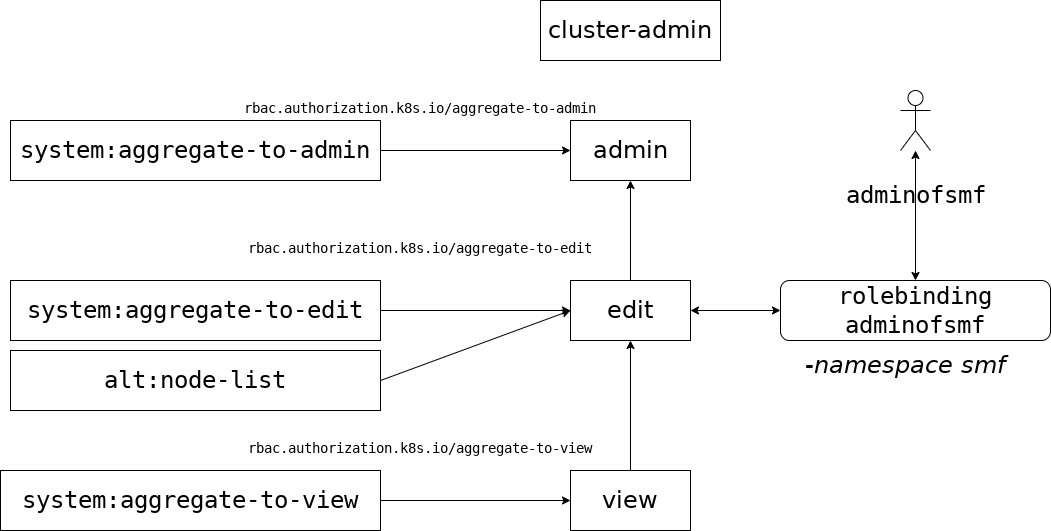 cluster-admin
rbac.authorization.k8s.io/aggregate-to-admin
system:aggregate-to-admin
admin
adminofsmf
rbac.authorization.k8s.io/aggregate-to-edit
system:aggregate-to-edit
edit
rolebinding
adminofsmf
-namespace smf
alt:node-list
rbac.authorization.k8s.io/aggregate-to-view
system:aggregate-to-view
view